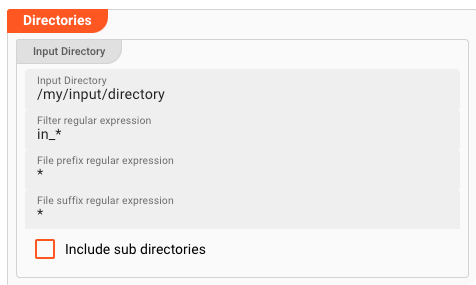 Directories
Input Directory
Input Directory
/my/input/directory
Filter regular expression
in_*
File prefix regular expression
*
File suffix regular expression
*
Include sub directories